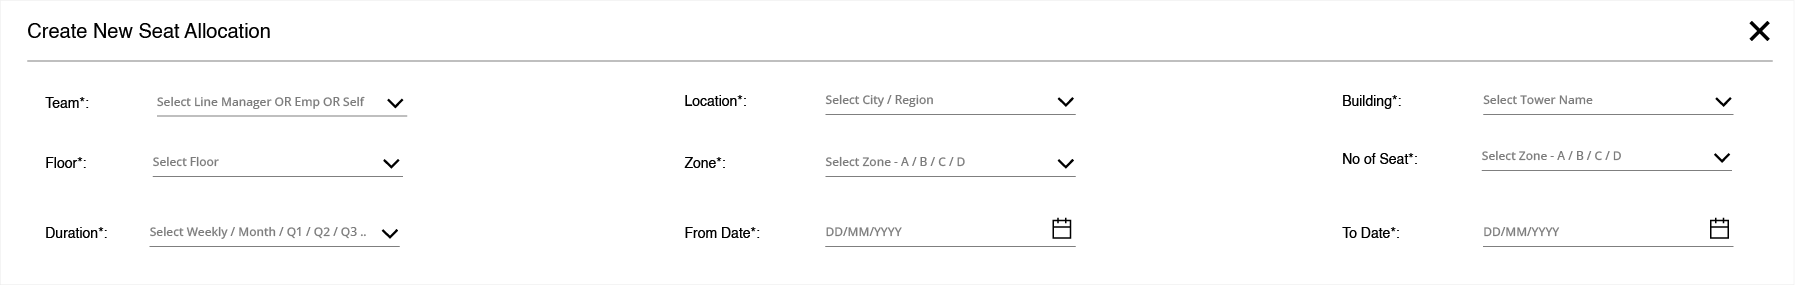 Create New Seat Allocation
Team*: Select Line Manager OR Emp OR Self
Location*: Select City / Region
Building*: Select Tower Name
Floor*: Select Floor
Zone*: Select Zone - A / B / C / D
No of Seat*: Select Zone - A / B / C / D
Duration*: Select Weekly / Month / Q1 / Q2 / Q3 ..
From Date*: DD/MM/YYYY
To Date*: DD/MM/YYYY